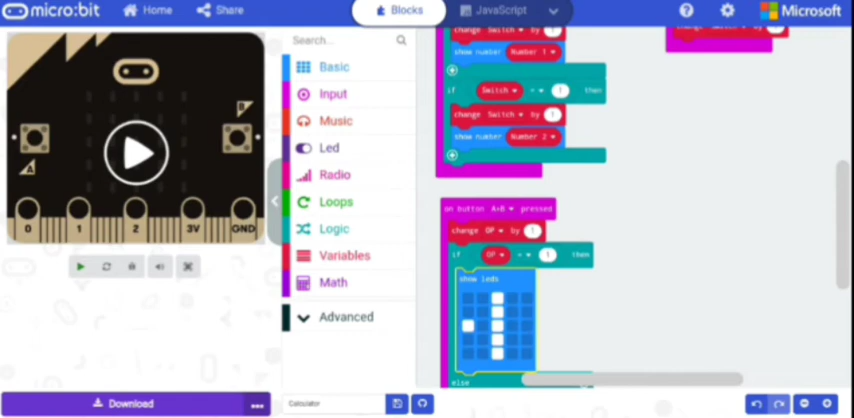 micro:bit Home Share Blocks JavaScript Microsoft
Search...
Basic
Input
Music
Led
Radio
Loops
Logic
Variables
Math
Advanced
A
B
0 1 2 3V GND
Download
Calculator
change Switch by 1
show number Number 1
if Switch = 1 then
change Switch by 1
show number Number 2
on button A+B pressed
change OP by 1
if OP = 1 then
show leds
else